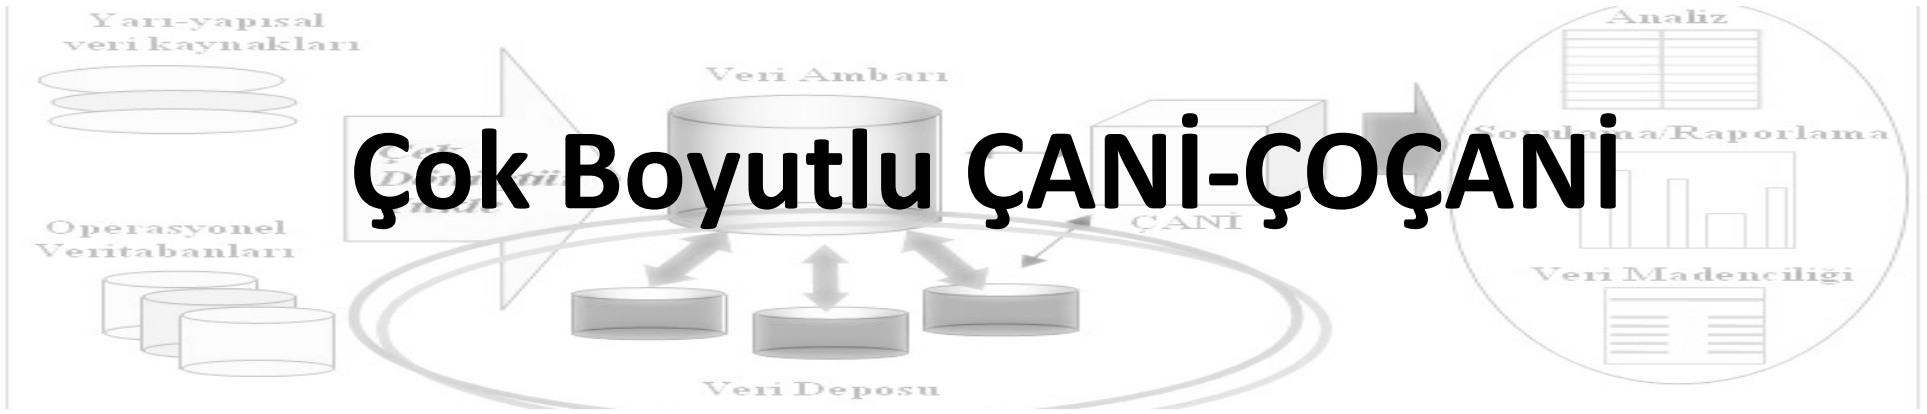 Yarı-yapısal
veri kaynakları
Analiz
Veri Ambarı
Çok Boyutlu ÇANİ-ÇOÇANİ
Sorulama/Raporlama
ÇANİ
Operasyonel
Veritabanları
Veri Madenciliği
Veri Deposu